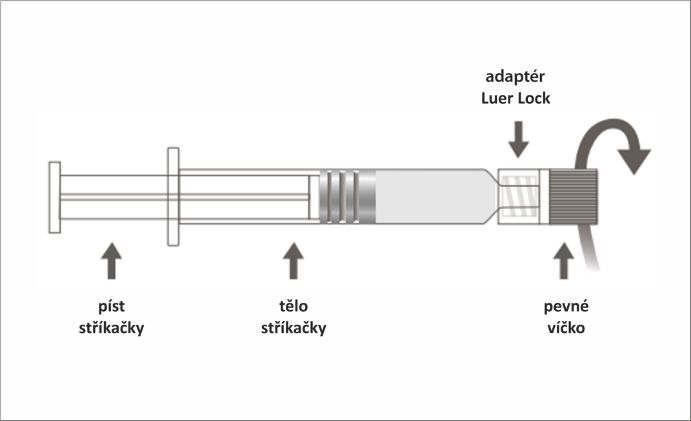 adaptér
Luer Lock
píst
stříkačky
tělo
stříkačky
pevné
víčko